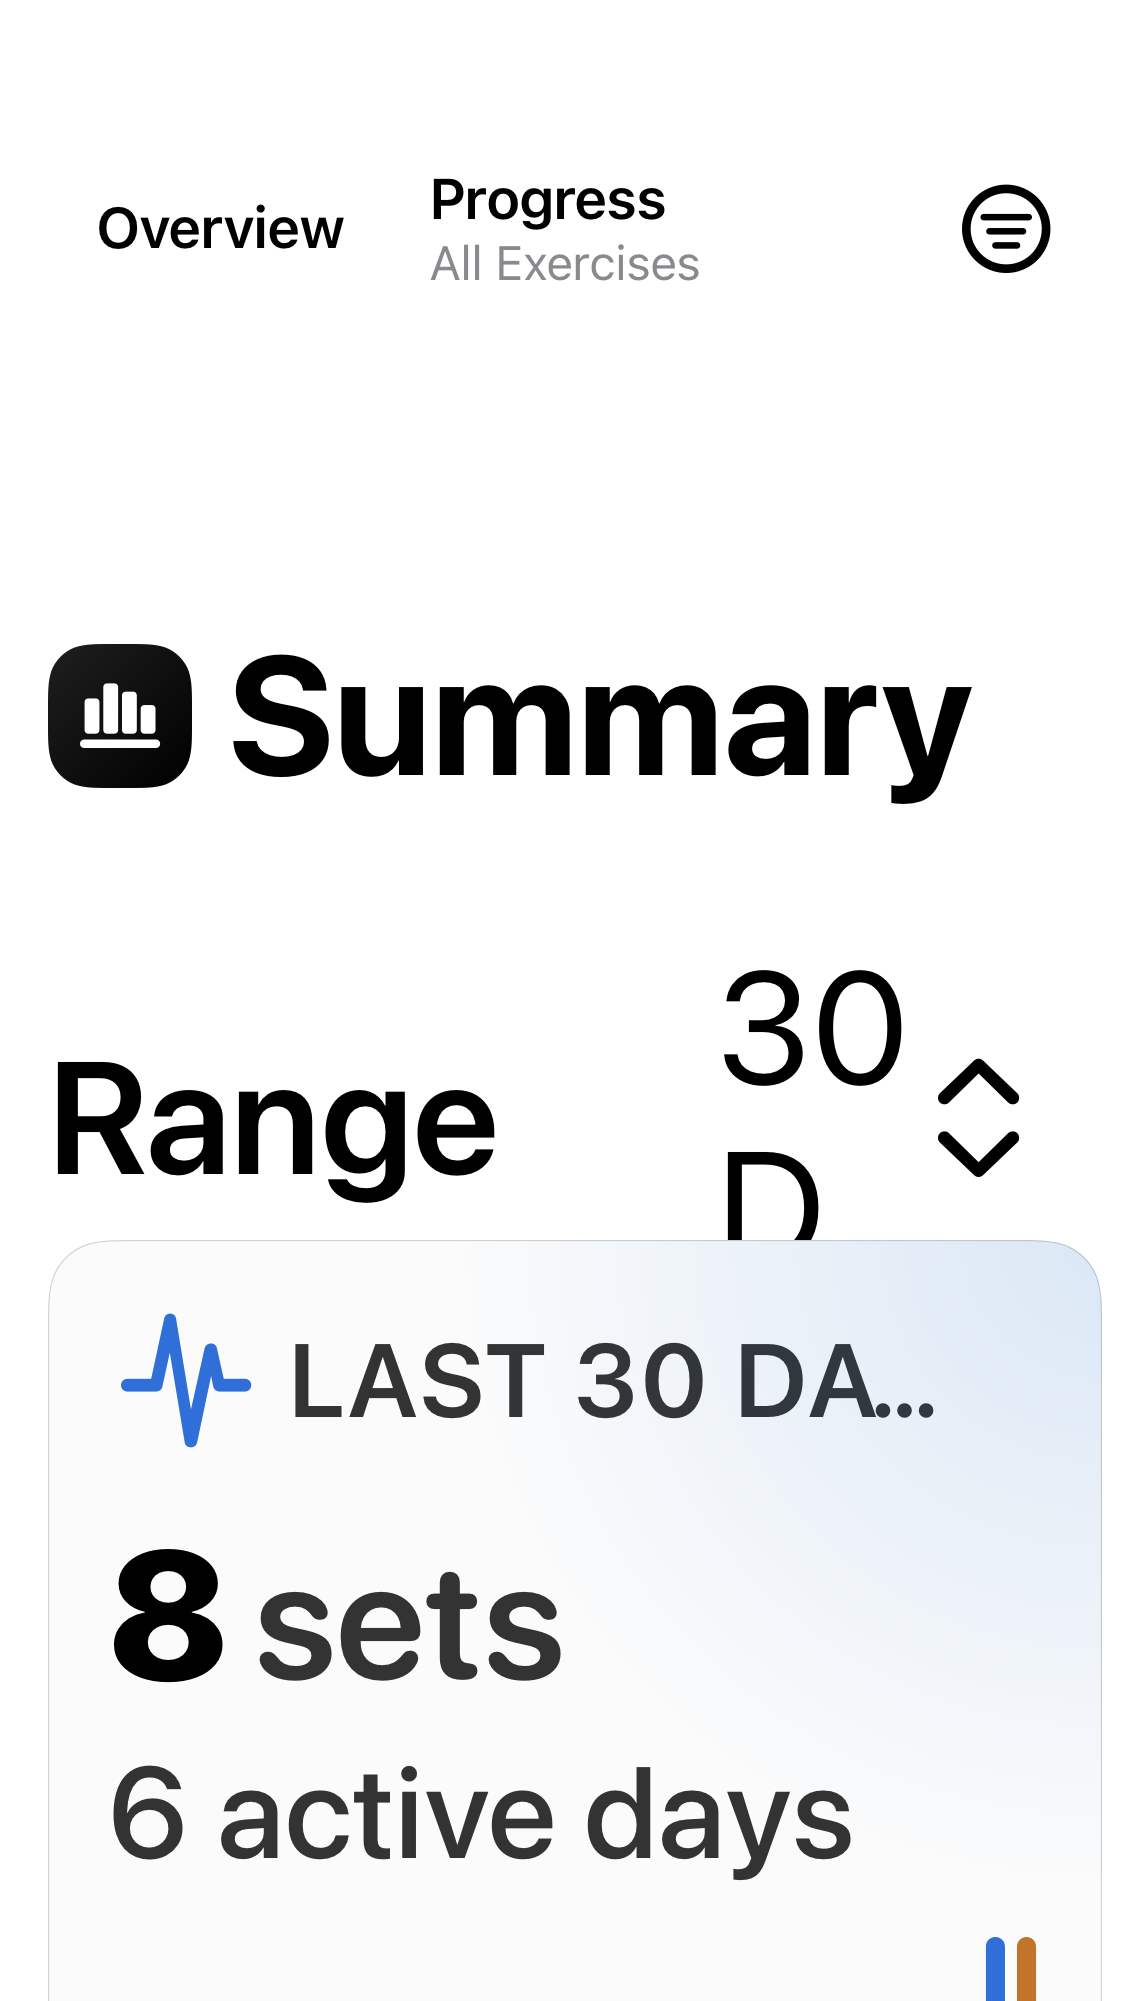 Overview
Progress
All Exercises
Summary
Range
30
D
LAST 30 DA...
8 sets
6 active days